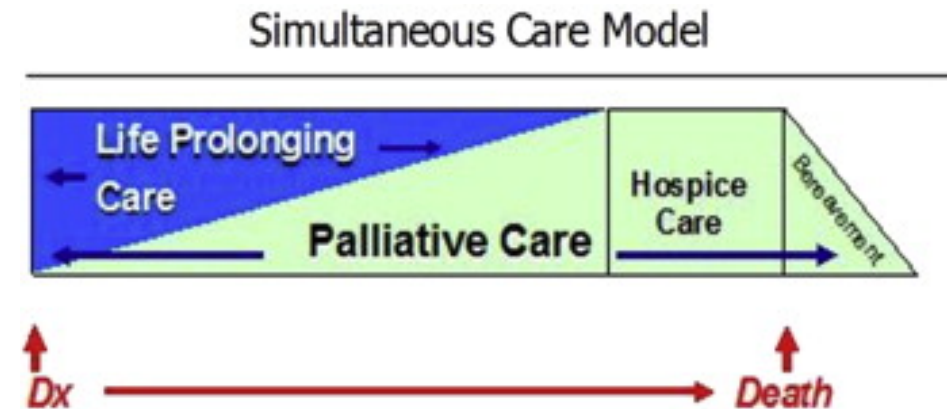 Simultaneous Care Model
Life Prolonging
Care
Palliative Care
Hospice
Care
Bereavement
Dx
Death